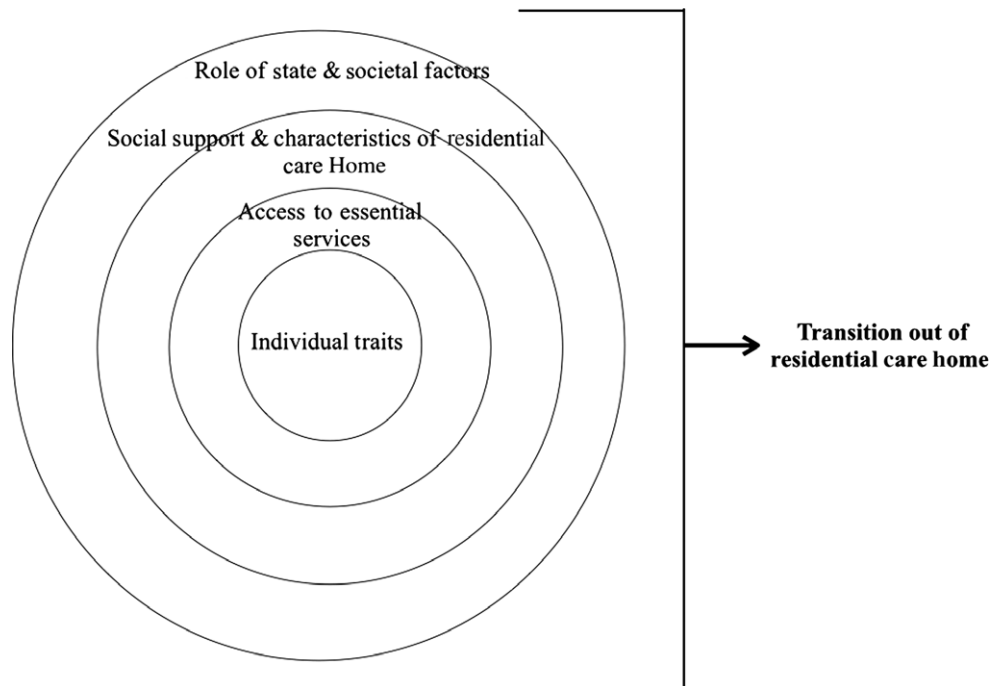 Role of state & societal factors
Social support & characteristics of residential
care Home
Access to essential
services
Individual traits
Transition out of
residential care home